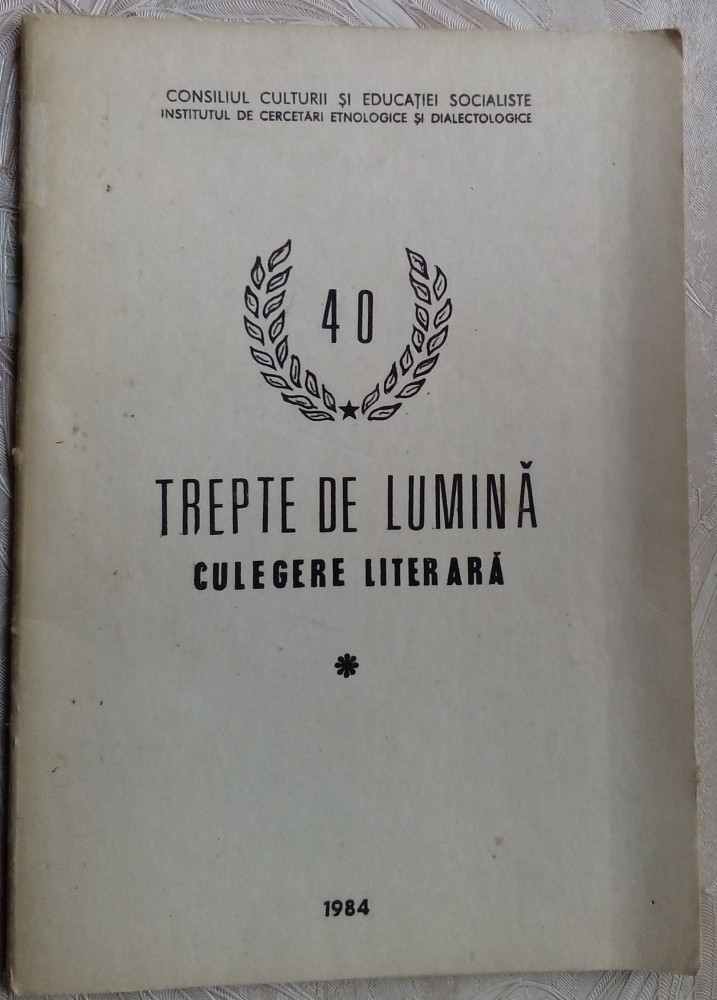 CONSILIUL CULTURII ȘI EDUCAȚIEI SOCIALISTE
INSTITUTUL DE CERCETĂRI ETNOLOGICE ȘI DIALECTOLOGICE
40
TREPTE DE LUMINĂ
CULEGERE LITERARĂ
1984